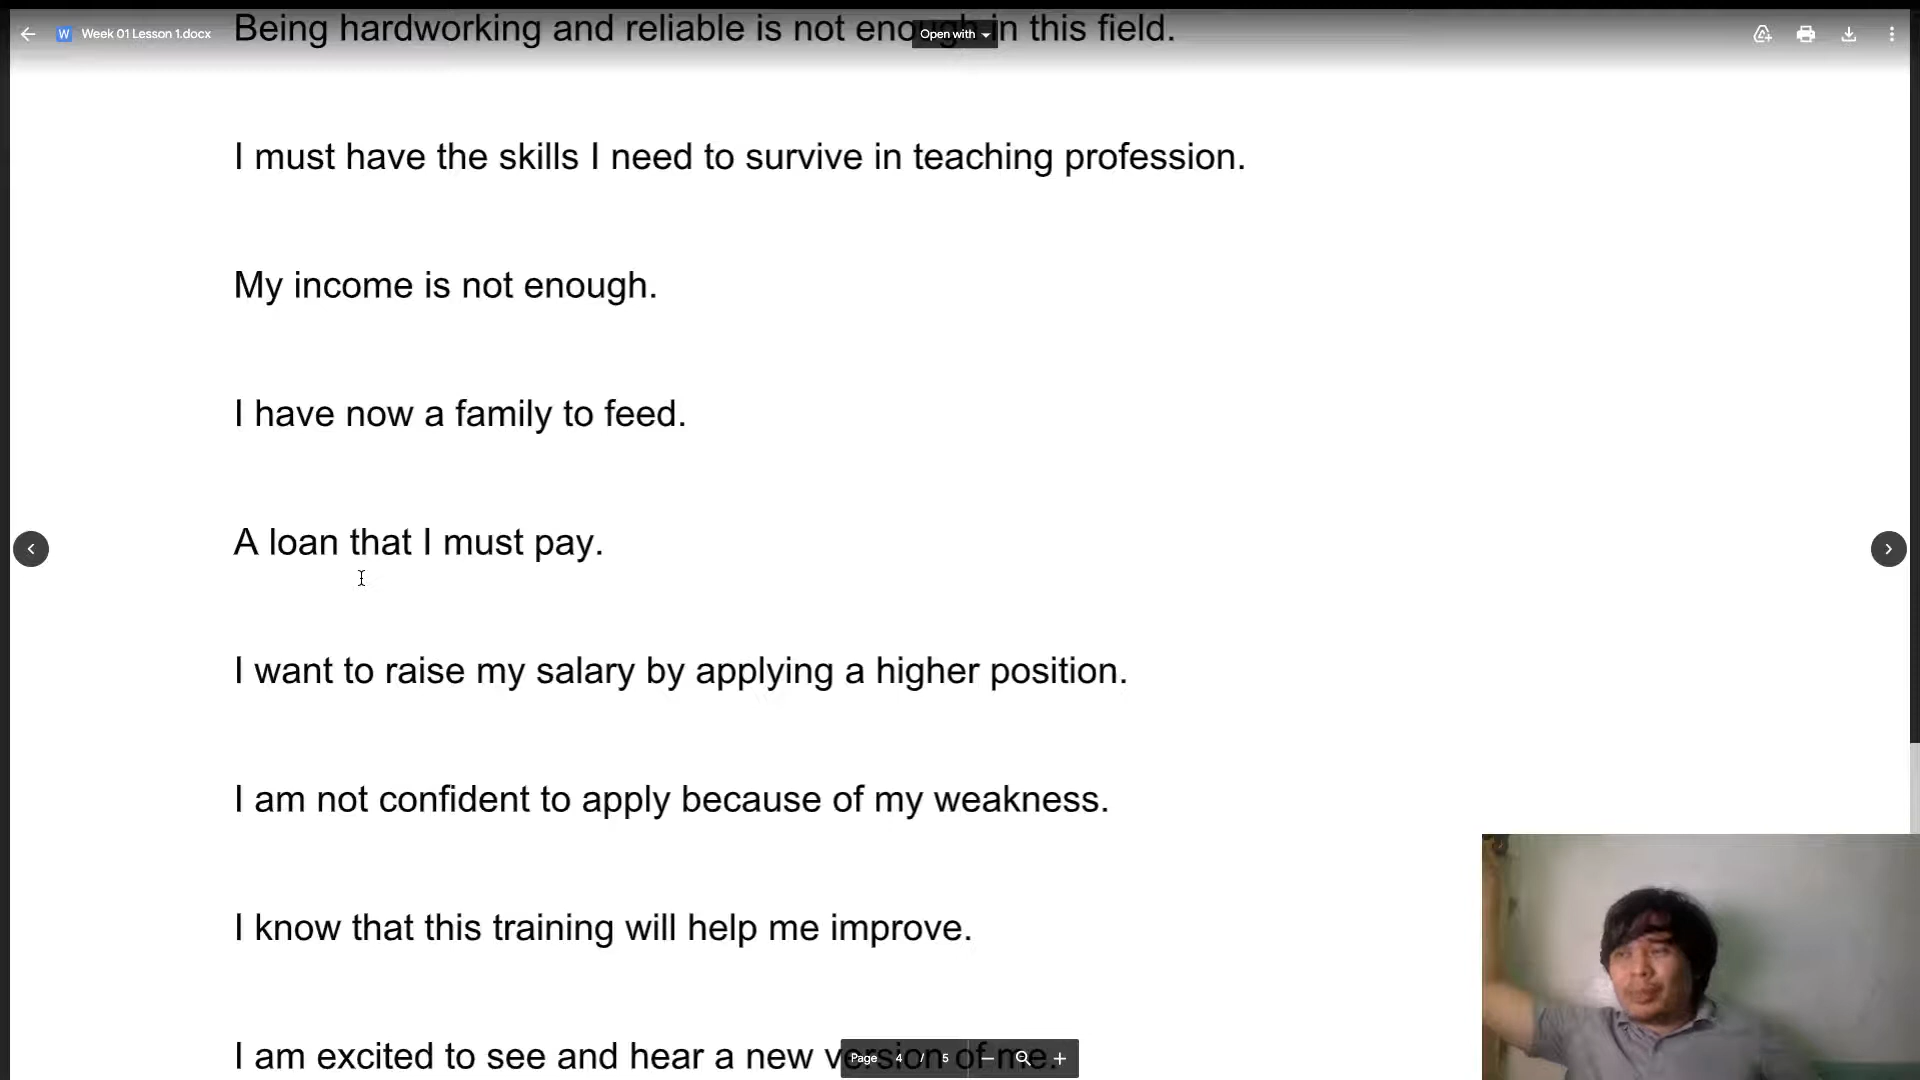 Being hardworking and reliable is not enough in this field.
Week 01 Lesson 1.docx
Open with
I must have the skills I need to survive in teaching profession.
My income is not enough.
I have now a family to feed.
A loan that I must pay.
I want to raise my salary by applying a higher position.
I am not confident to apply because of my weakness.
I know that this training will help me improve.
I am excited to see and hear a new version of me.
Page 4 / 5